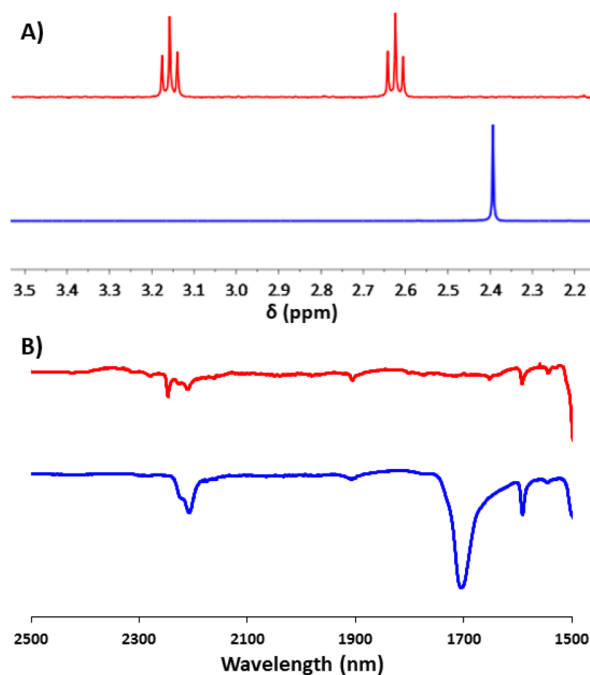 A)
3.5 3.4 3.3 3.2 3.1 3.0 2.9 2.8 2.7 2.6 2.5 2.4 2.3 2.2
δ (ppm)
B)
2500 2300 2100 1900 1700 1500
Wavelength (nm)